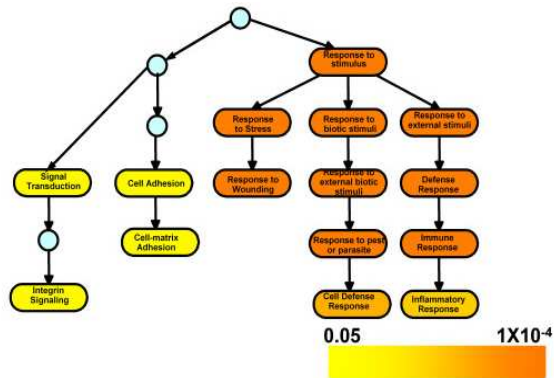 Response to
stimulus
Response
to Stress
Response to
biotic stimuli
Response to
external stimuli
Signal
Transduction
Cell Adhesion
Response to
Wounding
Response to
external biotic
stimuli
Defense
Response
Cell-matrix
Adhesion
Response to pest
or parasite
Immune
Response
Integrin
Signaling
Cell Defense
Response
Inflammatory
Response
0.05
1X10-4